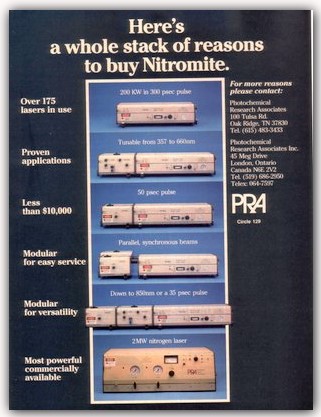 Here's
a whole stack of reasons
to buy Nitromite.
Over 175
lasers in use
200 KW in 300 psec pulse
Proven
applications
Tunable from 357 to 660nm
Less
than $10,000
50 psec pulse
Modular
for easy service
Parallel, synchronous beams
Modular
for versatility
Down to 850nm or a 35 psec pulse
Most powerful
commercially
available
2MW nitrogen laser
PRA
For more reasons
please contact:
Photochemical
Research Associates
100 Tulsa Rd.
Oak Ridge, TN 37830
Tel. (615) 483-3433
Photochemical
Research Associates Inc.
45 Meg Drive
London, Ontario
Canada N6E 2V2
Tel. (519) 686-2950
Telex: 064-7597
PRA
Circle 129